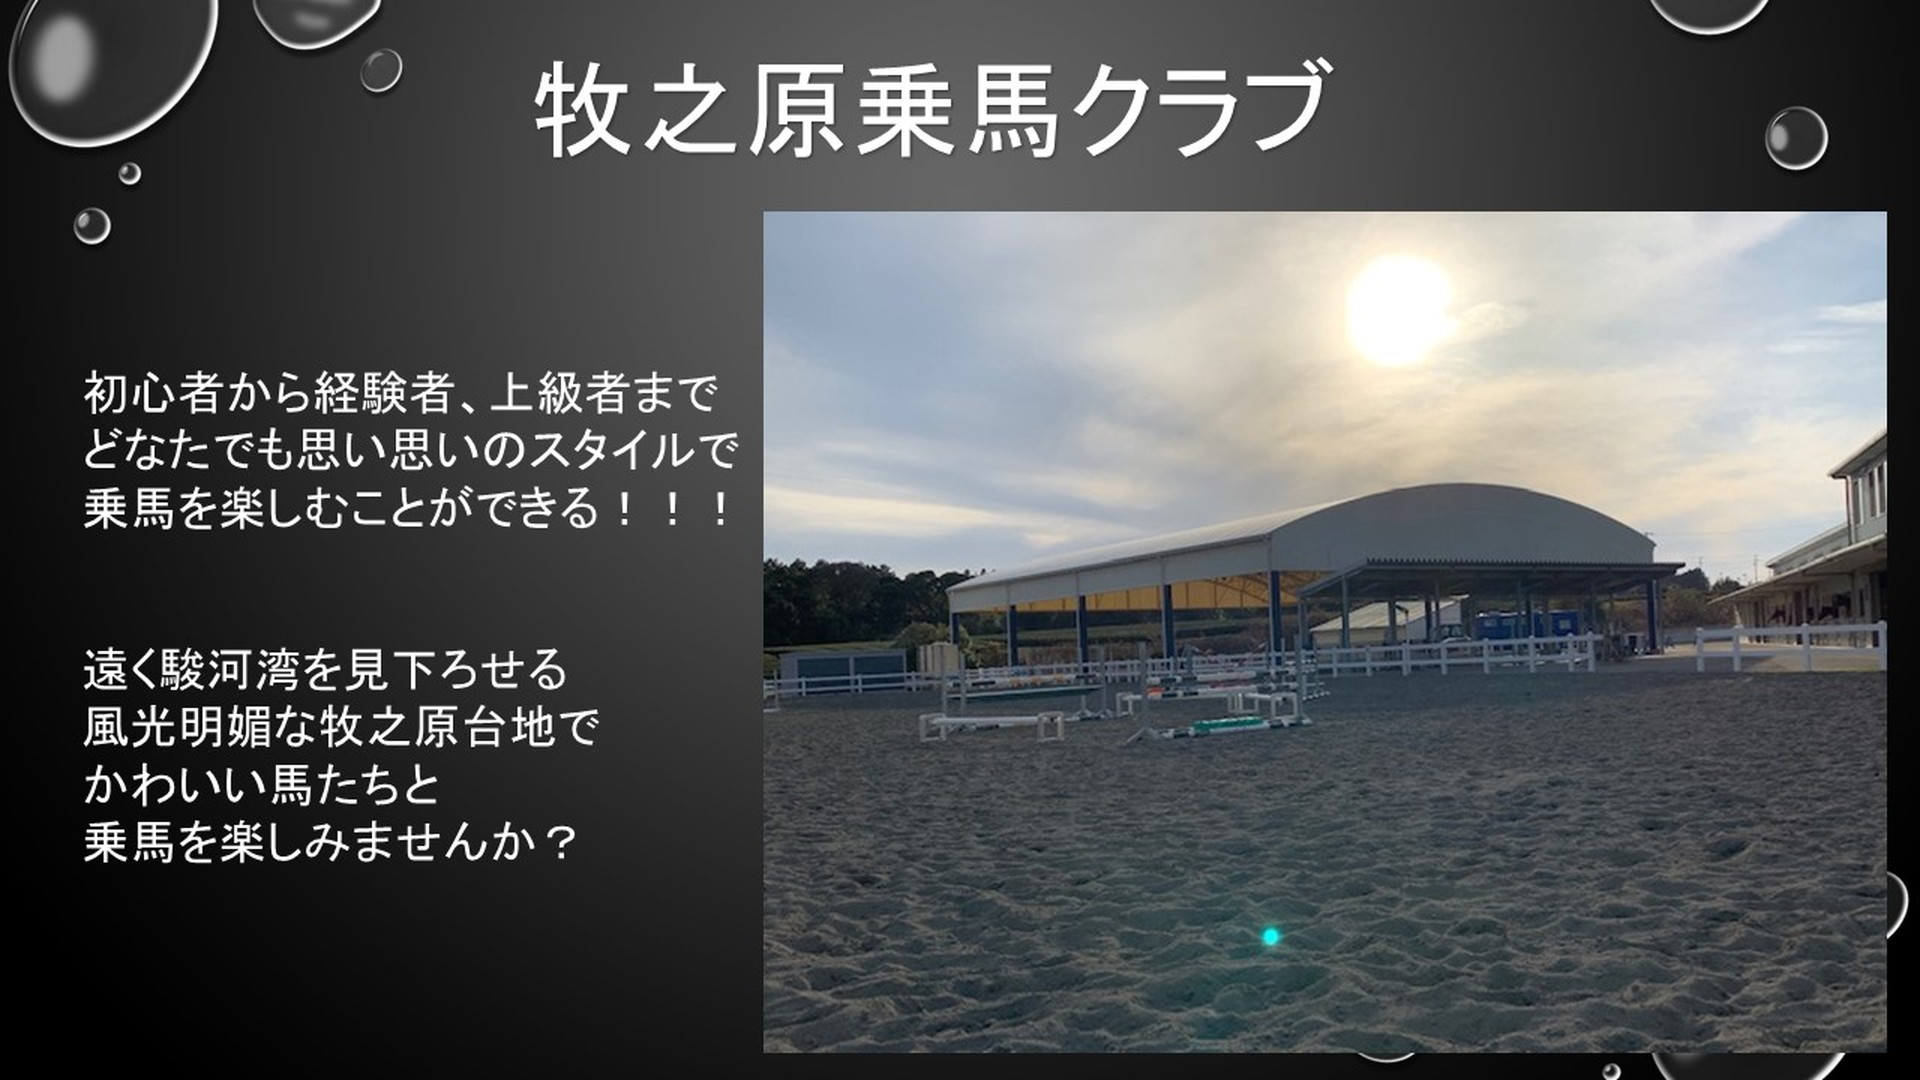 牧之原乗馬クラブ
初心者から経験者、上級者まで
どなたでも思い思いのスタイルで
乗馬を楽しむことができる！！！
遠く駿河湾を見下ろせる
風光明媚な牧之原台地で
かわいい馬たちと
乗馬を楽しみませんか？